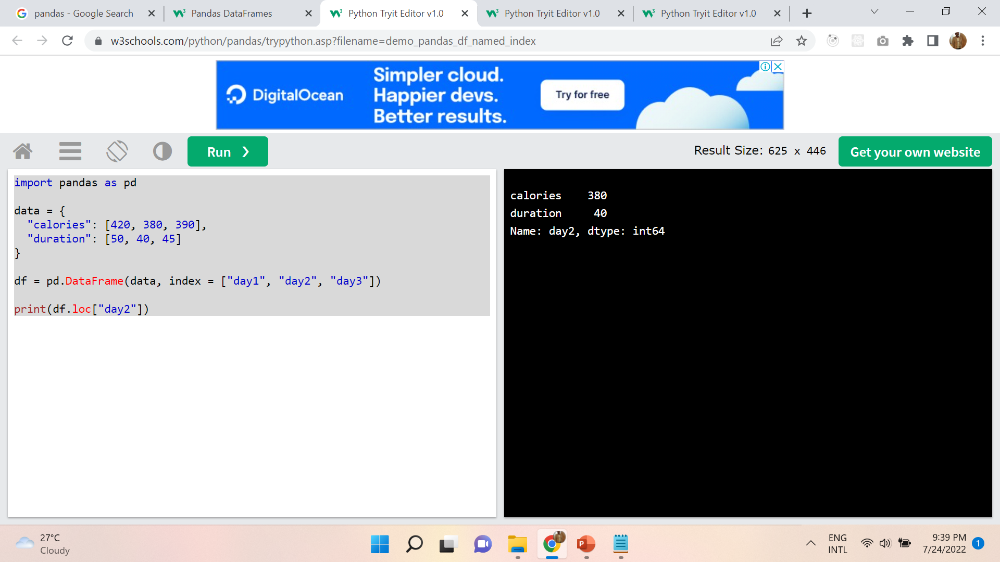 pandas - Google Search
Pandas DataFrames
Python Tryit Editor v1.0
Python Tryit Editor v1.0
Python Tryit Editor v1.0
w3schools.com/python/pandas/trypython.asp?filename=demo_pandas_df_named_index
DigitalOcean
Simpler cloud.
Happier devs.
Better results.
Try for free
Run ❯
Result Size: 625 x 446
Get your own website
import pandas as pd
data = {
  "calories": [420, 380, 390],
  "duration": [50, 40, 45]
}
df = pd.DataFrame(data, index = ["day1", "day2", "day3"])
print(df.loc["day2"])
calories    380
duration     40
Name: day2, dtype: int64
27°C
Cloudy
ENG
INTL
9:39 PM
7/24/2022
1